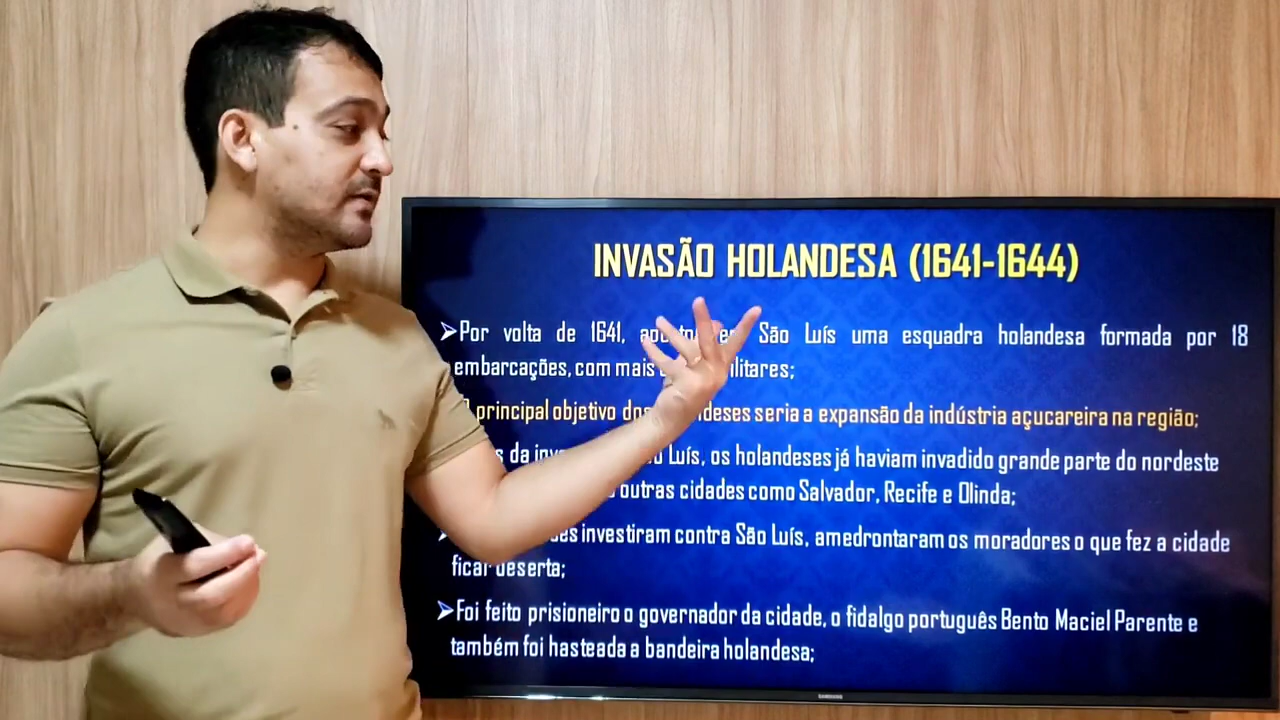 INVASÃO HOLANDESA (1641-1644)
➢Por volta de 1641, São Luís uma esquadra holandesa formada por 18
embarcações, com mais
principal objetivo seria a expansão da indústria açucareira na região;
da Luís, os holandeses já haviam invadido grande parte do nordeste
outras cidades como Salvador, Recife e Olinda;
investiram contra São Luís, amedrontaram os moradores o que fez a cidade
ficar deserta;
➢Foi feito prisioneiro o governador da cidade, o fidalgo português Bento Maciel Parente e
também foi hasteada a bandeira holandesa;
SAMSUNG